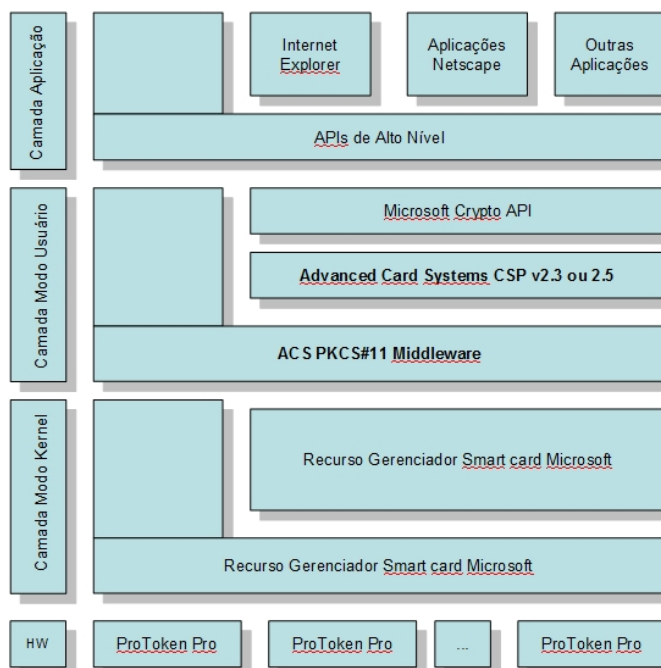 Camada Aplicação
Internet
Explorer
Aplicações
Netscape
Outras
Aplicações
APIs de Alto Nível
Camada Modo Usuário
Microsoft Crypto API
Advanced Card Systems CSP v2.3 ou 2.5
ACS PKCS#11 Middleware
Camada Modo Kernel
Recurso Gerenciador Smart card Microsoft
Recurso Gerenciador Smart card Microsoft
HW
ProToken Pro
ProToken Pro
...
ProToken Pro